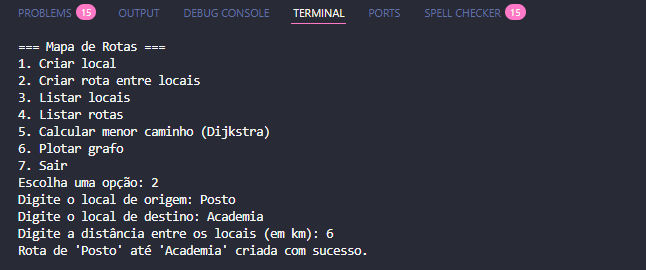 PROBLEMS 15 OUTPUT DEBUG CONSOLE TERMINAL PORTS SPELL CHECKER 15
=== Mapa de Rotas ===
1. Criar local
2. Criar rota entre locais
3. Listar locais
4. Listar rotas
5. Calcular menor caminho (Dijkstra)
6. Plotar grafo
7. Sair
Escolha uma opção: 2
Digite o local de origem: Posto
Digite o local de destino: Academia
Digite a distância entre os locais (em km): 6
Rota de 'Posto' até 'Academia' criada com sucesso.